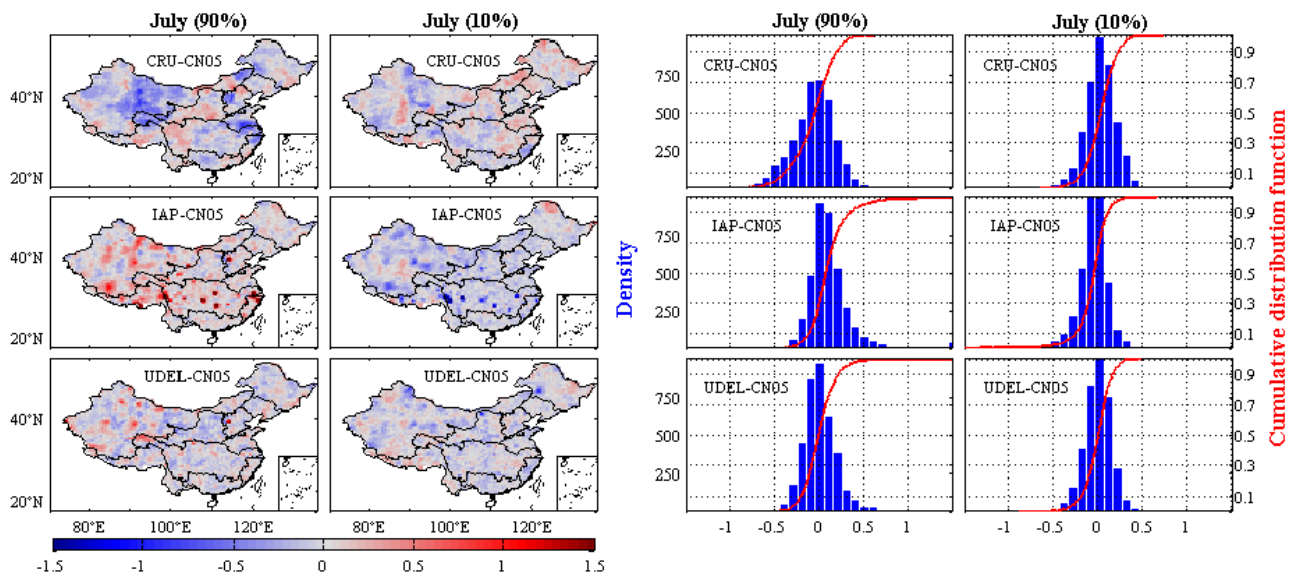 July (90%)
July (10%)
July (90%)
July (10%)
CRU-CN05
CRU-CN05
40°N
20°N
IAP-CN05
IAP-CN05
40°N
20°N
UDEL-CN05
UDEL-CN05
40°N
20°N
80°E
100°E
120°E
80°E
100°E
120°E
-1.5
-1
-0.5
0
0.5
1
1.5
Density
CRU-CN05
750
500
250
CRU-CN05
0.9
0.7
0.5
0.3
0.1
IAP-CN05
750
500
250
IAP-CN05
0.9
0.7
0.5
0.3
0.1
UDEL-CN05
750
500
250
UDEL-CN05
0.9
0.7
0.5
0.3
0.1
-1
-0.5
0
0.5
1
-1
-0.5
0
0.5
1
Cumulative distribution function